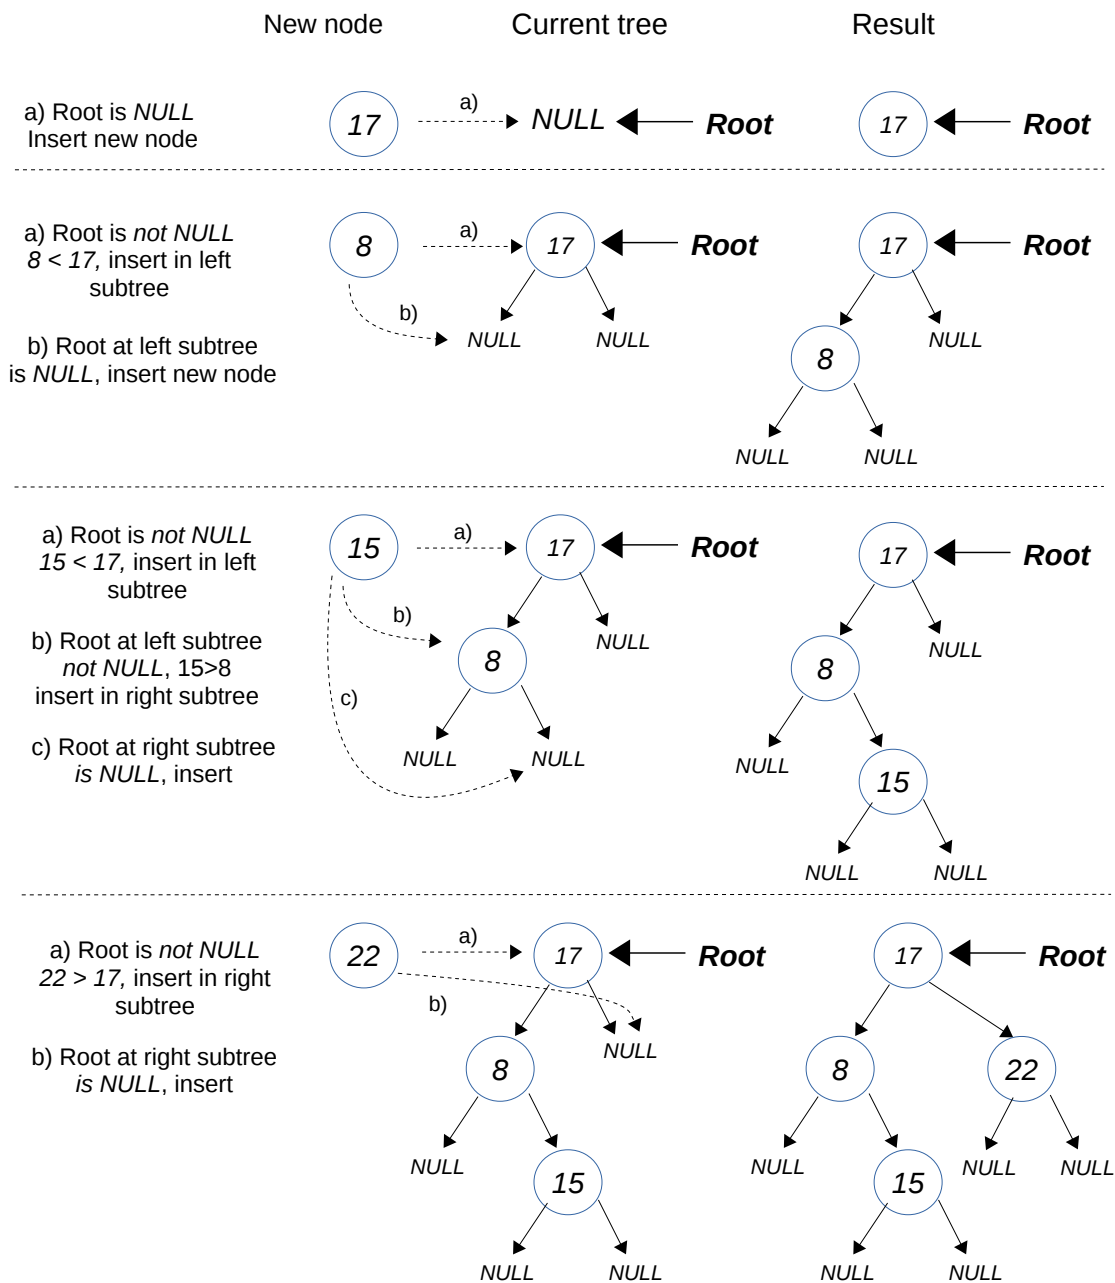 New node
Current tree
Result
a) Root is NULL
Insert new node
17
a)
NULL
Root
17
Root
a) Root is not NULL
8 < 17, insert in left
subtree
b) Root at left subtree
is NULL, insert new node
8
a)
b)
17
Root
NULL
NULL
17
Root
8
NULL
NULL
NULL
a) Root is not NULL
15 < 17, insert in left
subtree
b) Root at left subtree
not NULL, 15>8
insert in right subtree
c) Root at right subtree
is NULL, insert
15
a)
b)
c)
17
Root
8
NULL
NULL
NULL
17
Root
8
NULL
NULL
15
NULL
NULL
a) Root is not NULL
22 > 17, insert in right
subtree
b) Root at right subtree
is NULL, insert
22
a)
b)
17
Root
8
NULL
NULL
15
NULL
NULL
17
Root
8
22
NULL
NULL
NULL
15
NULL
NULL